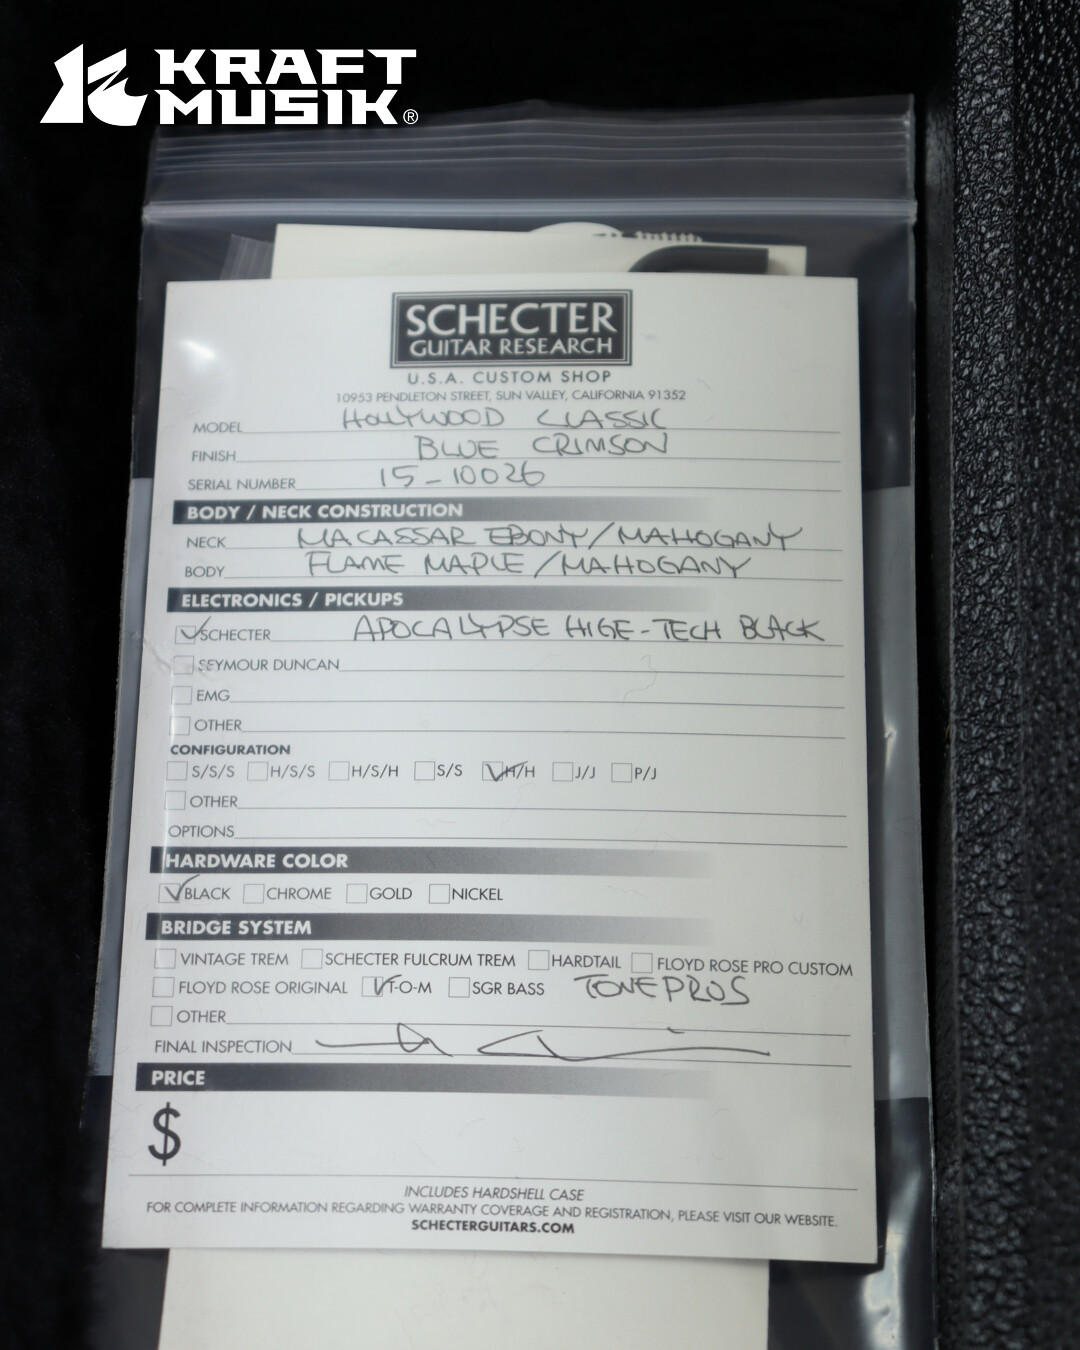 KRAFT
MUSIK®
SCHECTER
GUITAR RESEARCH
U.S.A. CUSTOM SHOP
10953 PENDLETON STREET, SUN VALLEY, CALIFORNIA 91352
MODEL HOLLYWOOD CLASSIC
FINISH BLUE CRIMSON
SERIAL NUMBER 15-10026
BODY / NECK CONSTRUCTION
NECK MACASSAR EBONY/MAHOGANY
BODY FLAME MAPLE/MAHOGANY
ELECTRONICS / PICKUPS
SCHECTER APOCALYPSE HIGE-TECH BLACK
SEYMOUR DUNCAN
EMG
OTHER
CONFIGURATION
S/S/S H/S/S H/S/H S/S H/H J/J P/J
OTHER
OPTIONS
HARDWARE COLOR
BLACK CHROME GOLD NICKEL
BRIDGE SYSTEM
VINTAGE TREM SCHECTER FULCRUM TREM HARDTAIL FLOYD ROSE PRO CUSTOM
FLOYD ROSE ORIGINAL T-O-M SGR BASS TONEPROS
OTHER
FINAL INSPECTION
PRICE
$
INCLUDES HARDSHELL CASE
FOR COMPLETE INFORMATION REGARDING WARRANTY COVERAGE AND REGISTRATION, PLEASE VISIT OUR WEBSITE.
SCHECTERGUITARS.COM